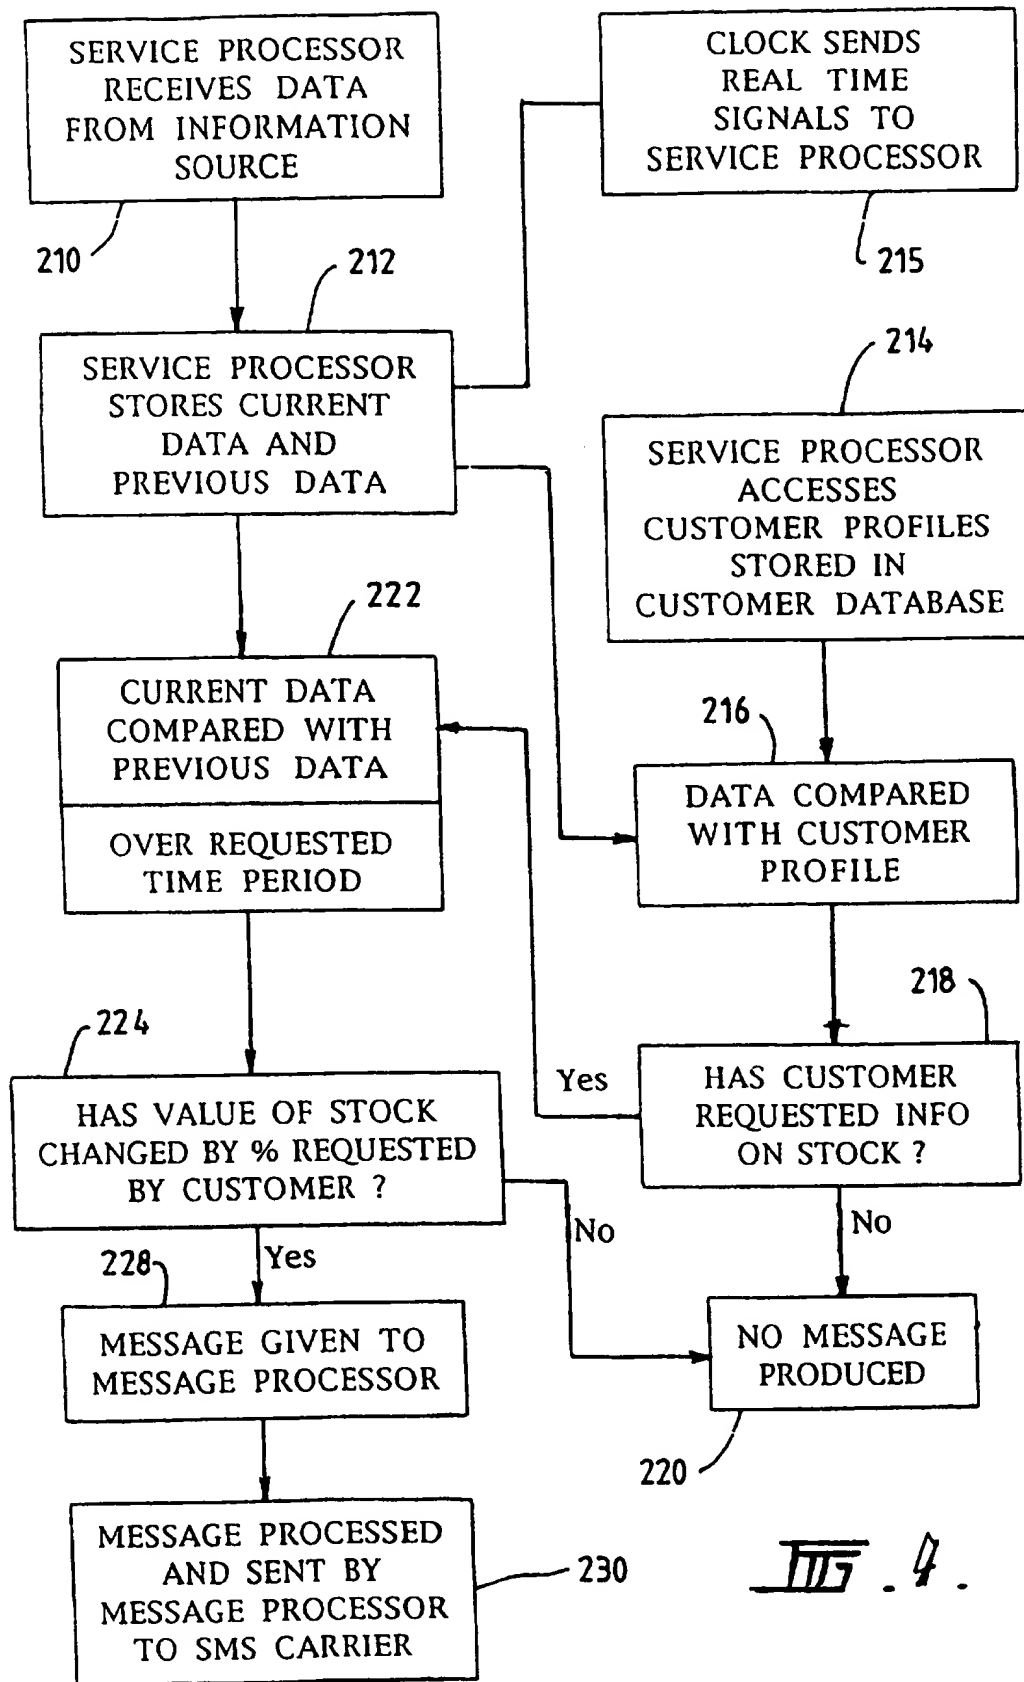 SERVICE PROCESSOR
RECEIVES DATA
FROM INFORMATION
SOURCE
210
CLOCK SENDS
REAL TIME
SIGNALS TO
SERVICE PROCESSOR
215
212
SERVICE PROCESSOR
STORES CURRENT
DATA AND
PREVIOUS DATA
214
SERVICE PROCESSOR
ACCESSES
CUSTOMER PROFILES
STORED IN
CUSTOMER DATABASE
222
CURRENT DATA
COMPARED WITH
PREVIOUS DATA
OVER REQUESTED
TIME PERIOD
216
DATA COMPARED
WITH CUSTOMER
PROFILE
218
HAS CUSTOMER
REQUESTED INFO
ON STOCK ?
Yes
No
224
HAS VALUE OF STOCK
CHANGED BY % REQUESTED
BY CUSTOMER ?
No
Yes
228
MESSAGE GIVEN TO
MESSAGE PROCESSOR
NO MESSAGE
PRODUCED
220
MESSAGE PROCESSED
AND SENT BY
MESSAGE PROCESSOR
TO SMS CARRIER
230
FIG. 4.